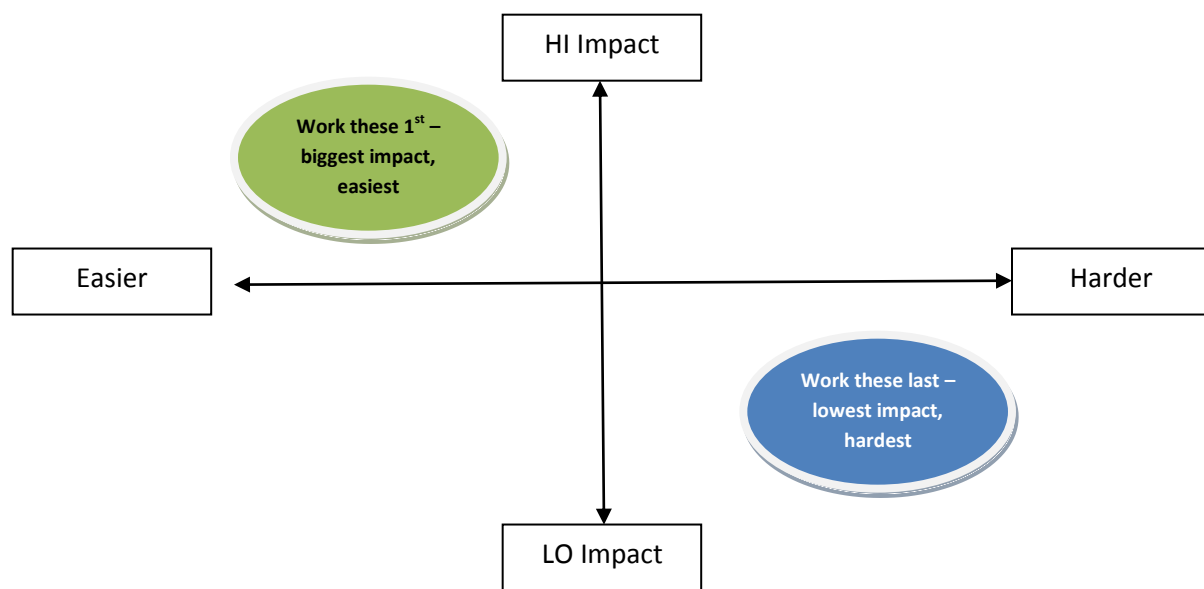 HI Impact
Work these 1st –
biggest impact,
easiest
Easier
Harder
Work these last –
lowest impact,
hardest
LO Impact